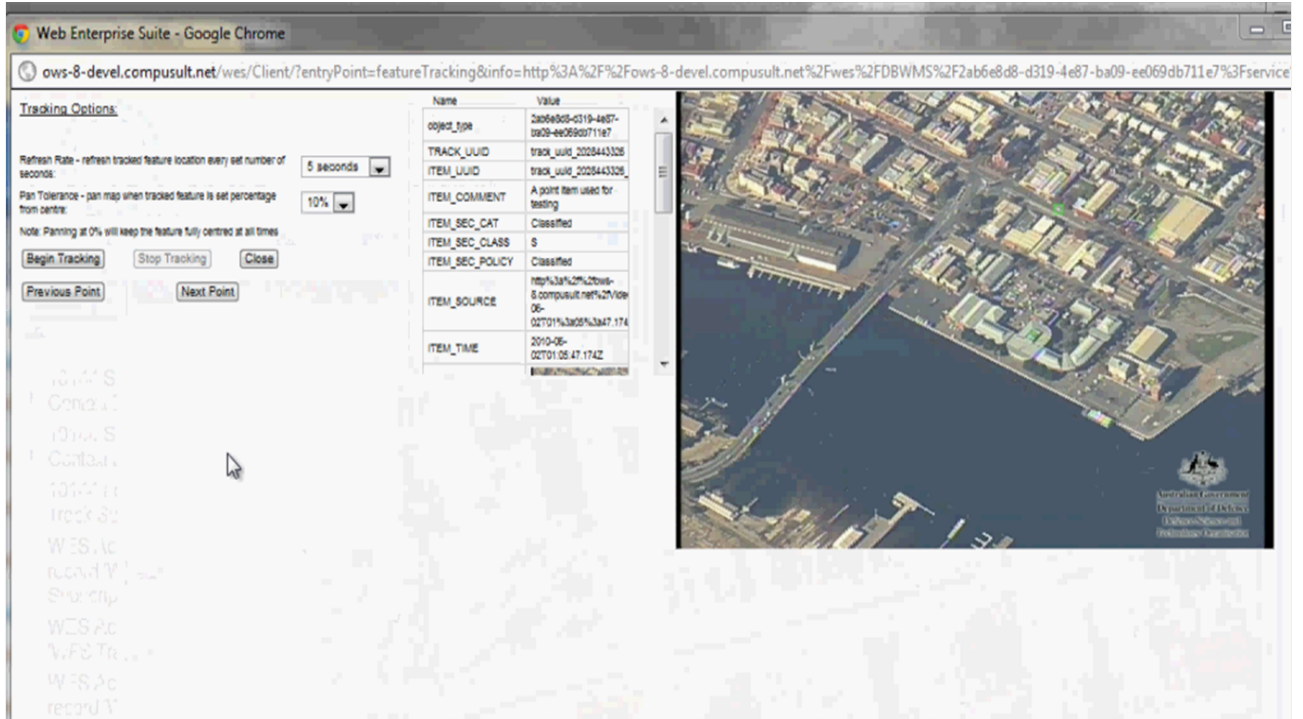 Web Enterprise Suite - Google Chrome
ows-8-devel.compusult.net/wes/Client/?entryPoint=featureTracking&info=http%3A%2F%2Fows-8-devel.compusult.net%2Fwes%2FDBWMS%2F2ab6e8d8-d319-4e87-ba09-ee069db711e7%3Fservice
Tracking Options:
Refresh Rate - refresh tracked feature location every set number of
seconds:
5 seconds
Pan Tolerance - pan map when tracked feature is set percentage
from centre:
10%
Note: Panning at 0% will keep the feature fully centred at all times
Begin Tracking Stop Tracking Close
Previous Point Next Point
Name Value
object_type 2ab6e8d8-d319-4e87-
ba09-ee069db711e7
TRACK_UUID track_uuid_2028443326
ITEM_UUID track_uuid_2028443326_
ITEM_COMMENT A point item used for
testing
ITEM_SEC_CAT Classified
ITEM_SEC_CLASS S
ITEM_SEC_POLICY Classified
ITEM_SOURCE http%3a%2f%2fows-
8.compusult.net%2fVide
06-
02T01%3a05%3a47.174
ITEM_TIME 2010-06-
02T01:05:47.174Z
Australian Government
Department of Defence
Defence Science and
Technology Organisation